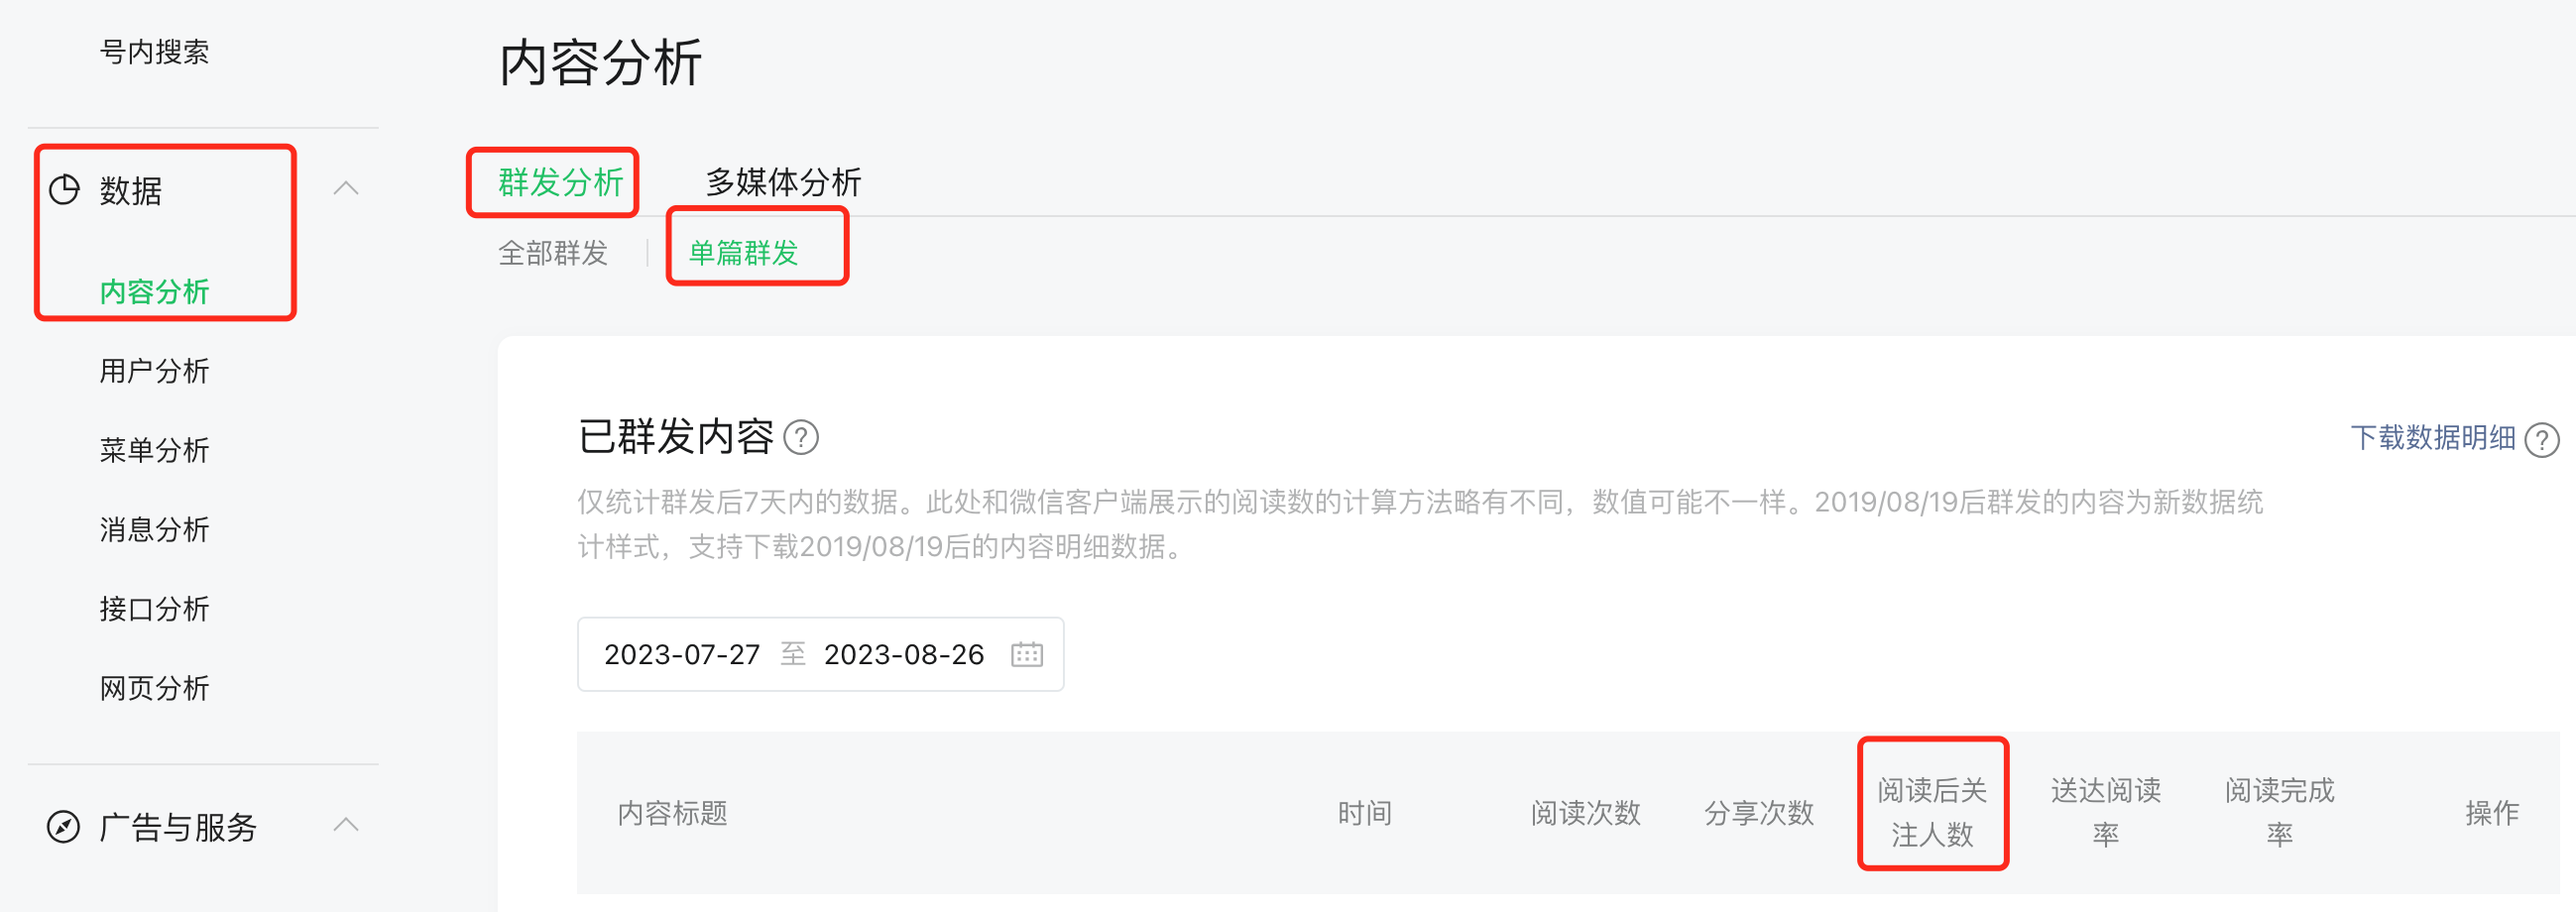 号内搜索
数据
内容分析
用户分析
菜单分析
消息分析
接口分析
网页分析
广告与服务
内容分析
群发分析
多媒体分析
全部群发
单篇群发
已群发内容
下载数据明细
仅统计群发后7天内的数据。此处和微信客户端展示的阅读数的计算方法略有不同，数值可能不一样。2019/08/19后群发的内容为新数据统
计样式，支持下载2019/08/19后的内容明细数据。
2023-07-27 至 2023-08-26
内容标题
时间
阅读次数
分享次数
阅读后关
注人数
送达阅读
率
阅读完成
率
操作